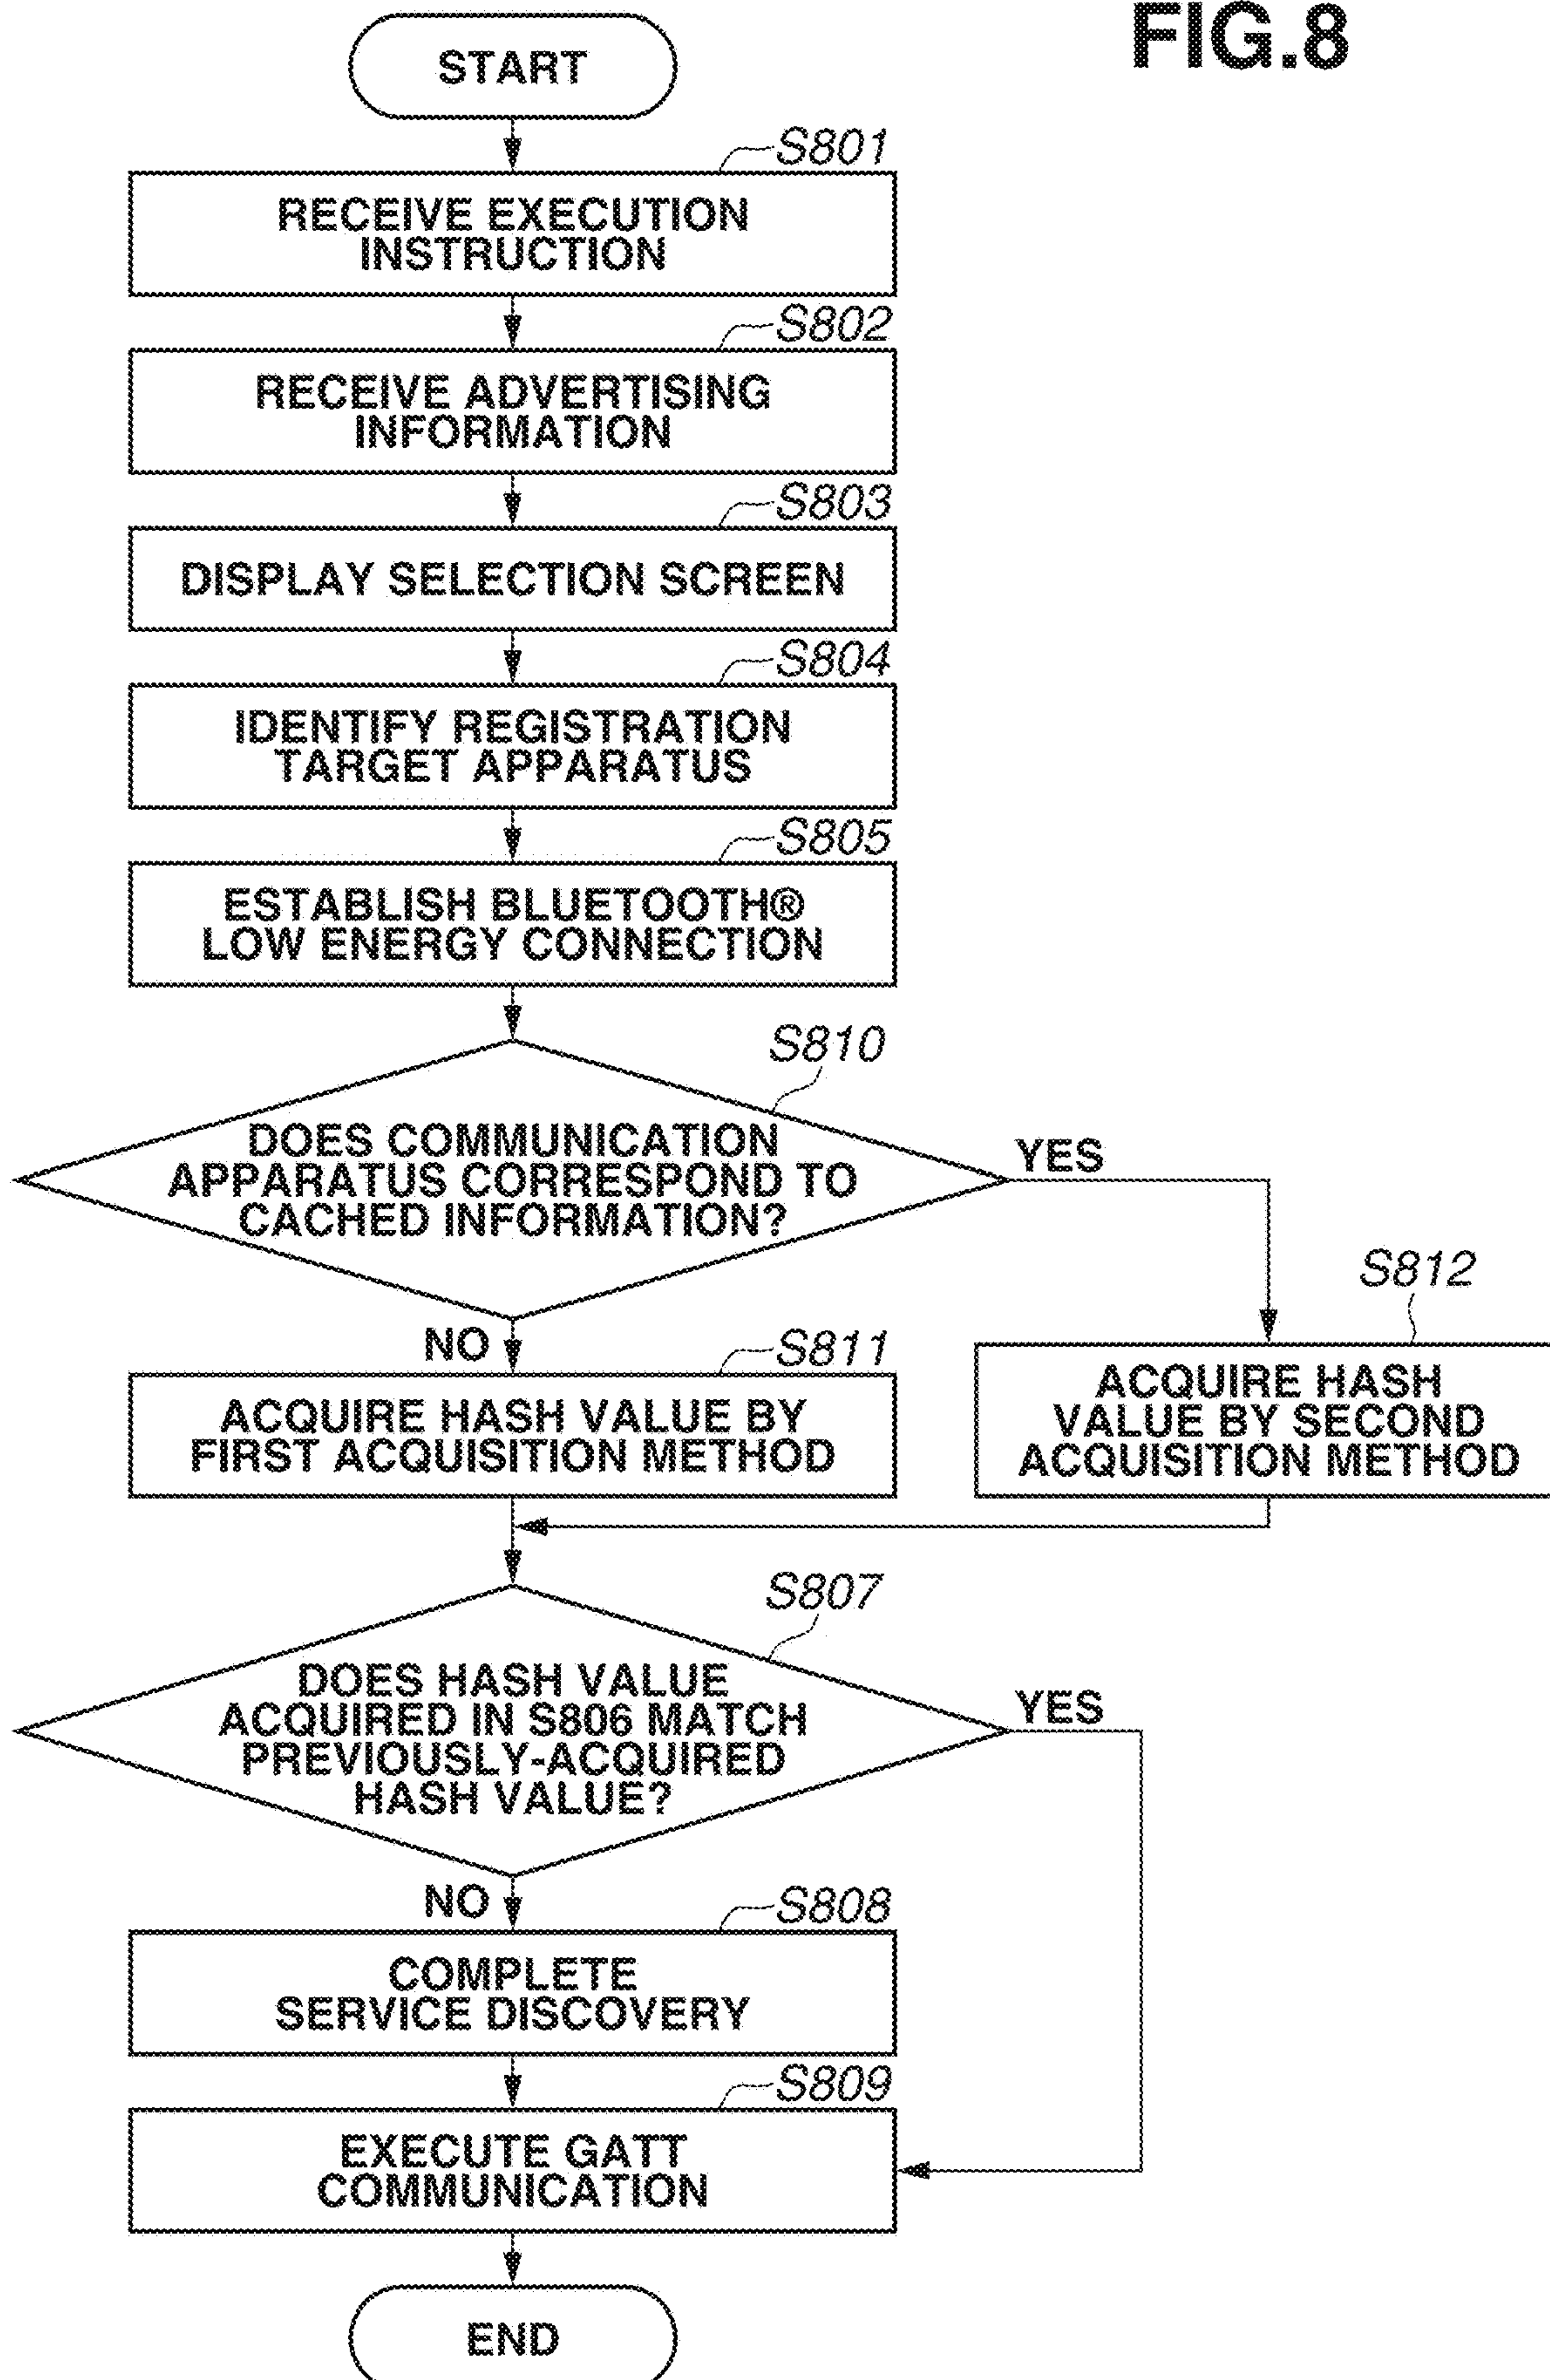 FIG.8
START
S801
RECEIVE EXECUTION
INSTRUCTION
S802
RECEIVE ADVERTISING
INFORMATION
S803
DISPLAY SELECTION SCREEN
S804
IDENTIFY REGISTRATION
TARGET APPARATUS
S805
ESTABLISH BLUETOOTH®
LOW ENERGY CONNECTION
S810
DOES COMMUNICATION
APPARATUS CORRESPOND TO
CACHED INFORMATION?
YES
NO
S811
ACQUIRE HASH VALUE BY
FIRST ACQUISITION METHOD
S812
ACQUIRE HASH
VALUE BY SECOND
ACQUISITION METHOD
S807
DOES HASH VALUE
ACQUIRED IN S806 MATCH
PREVIOUSLY-ACQUIRED
HASH VALUE?
YES
NO
S808
COMPLETE
SERVICE DISCOVERY
S809
EXECUTE GATT
COMMUNICATION
END